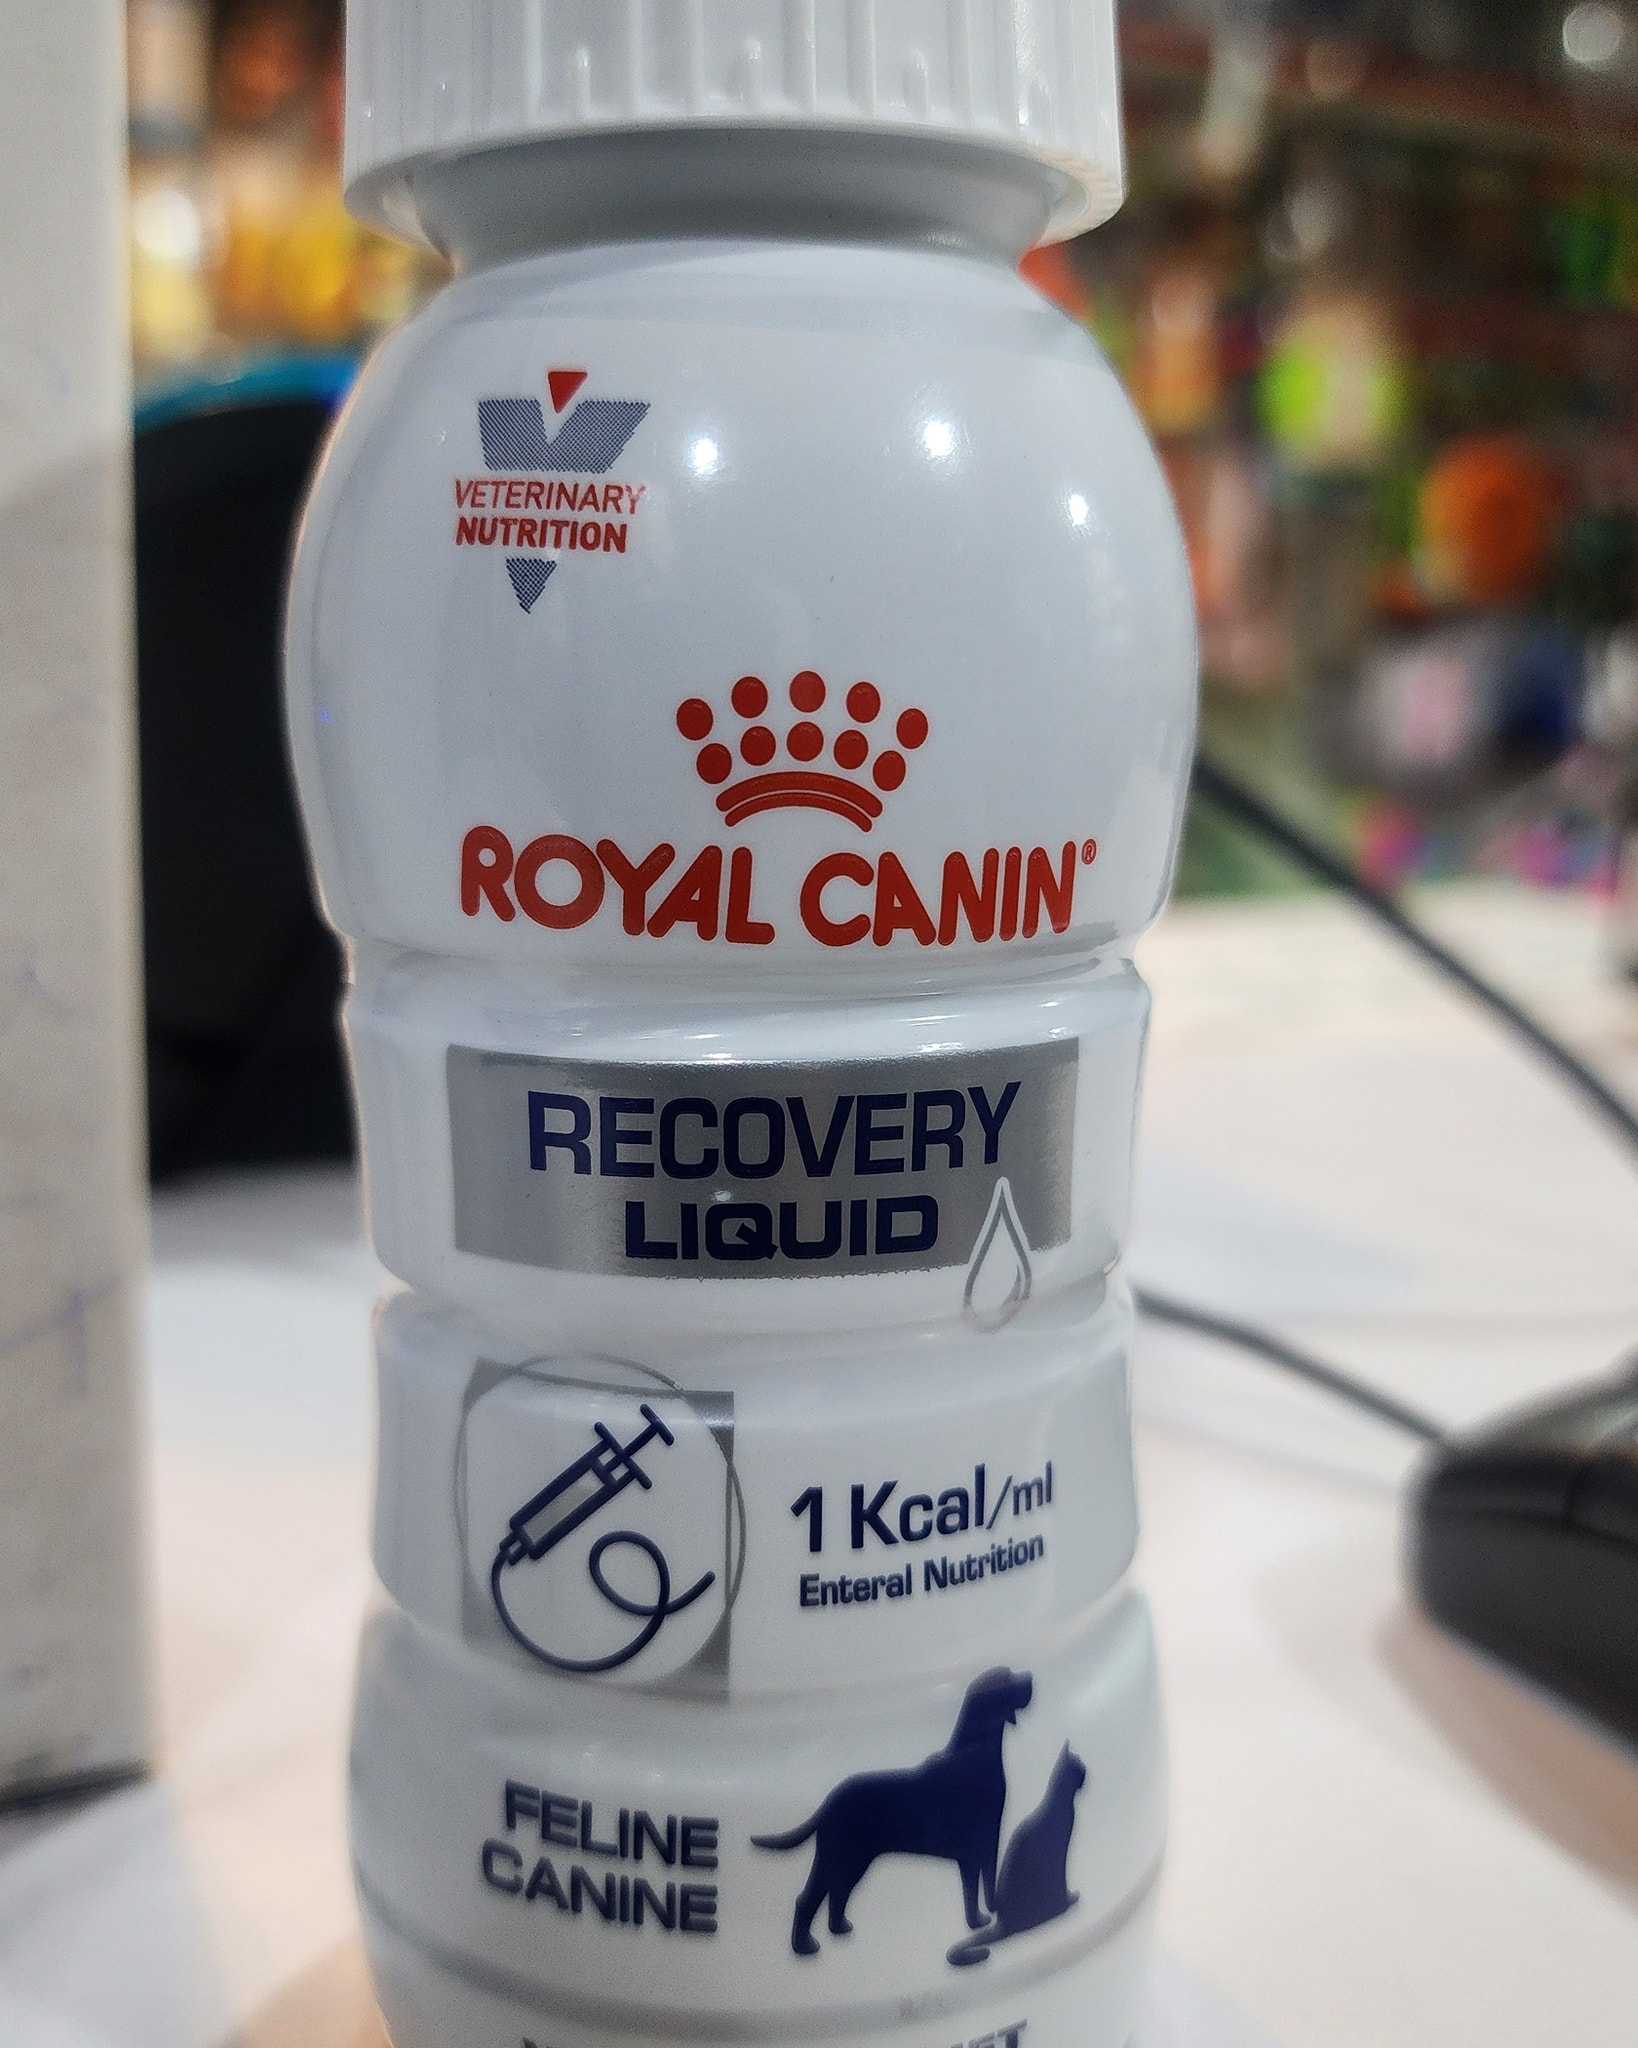 VETERINARY
NUTRITION
ROYAL CANIN®
RECOVERY
LIQUID
1 Kcal/ml
Enteral Nutrition
FELINE
CANINE